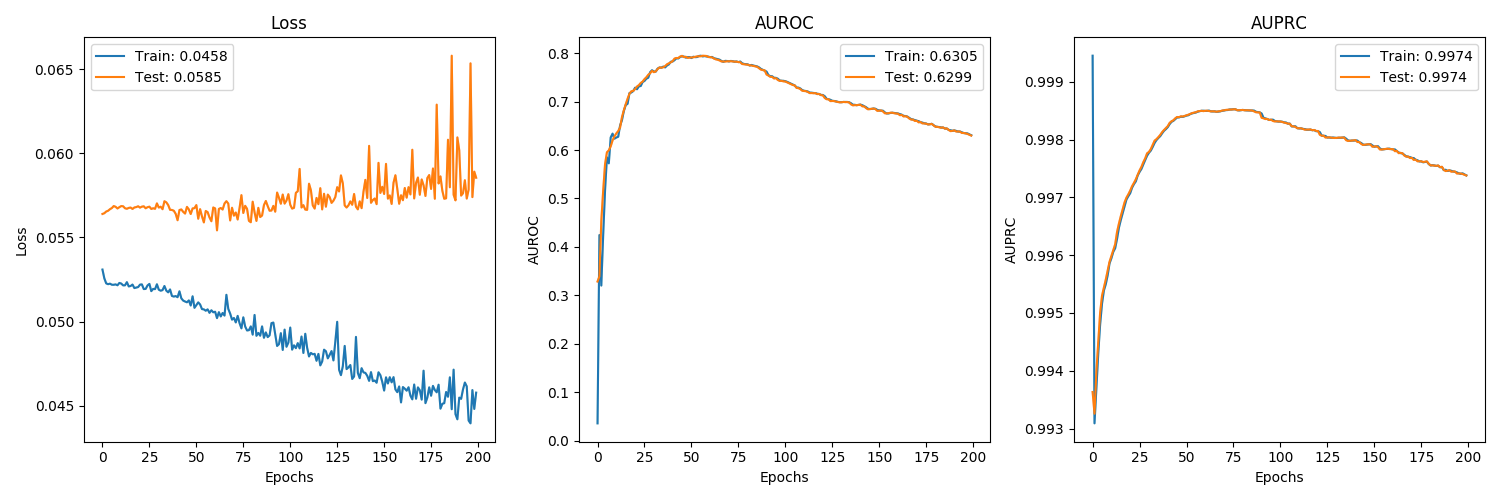 Loss
Train: 0.0458
Test: 0.0585
0.065
0.060
0.055
0.050
0.045
Loss
0 25 50 75 100 125 150 175 200
Epochs
AUROC
Train: 0.6305
Test: 0.6299
0.8
0.7
0.6
0.5
0.4
0.3
0.2
0.1
0.0
AUROC
0 25 50 75 100 125 150 175 200
Epochs
AUPRC
Train: 0.9974
Test: 0.9974
0.999
0.998
0.997
0.996
0.995
0.994
0.993
AUPRC
0 25 50 75 100 125 150 175 200
Epochs